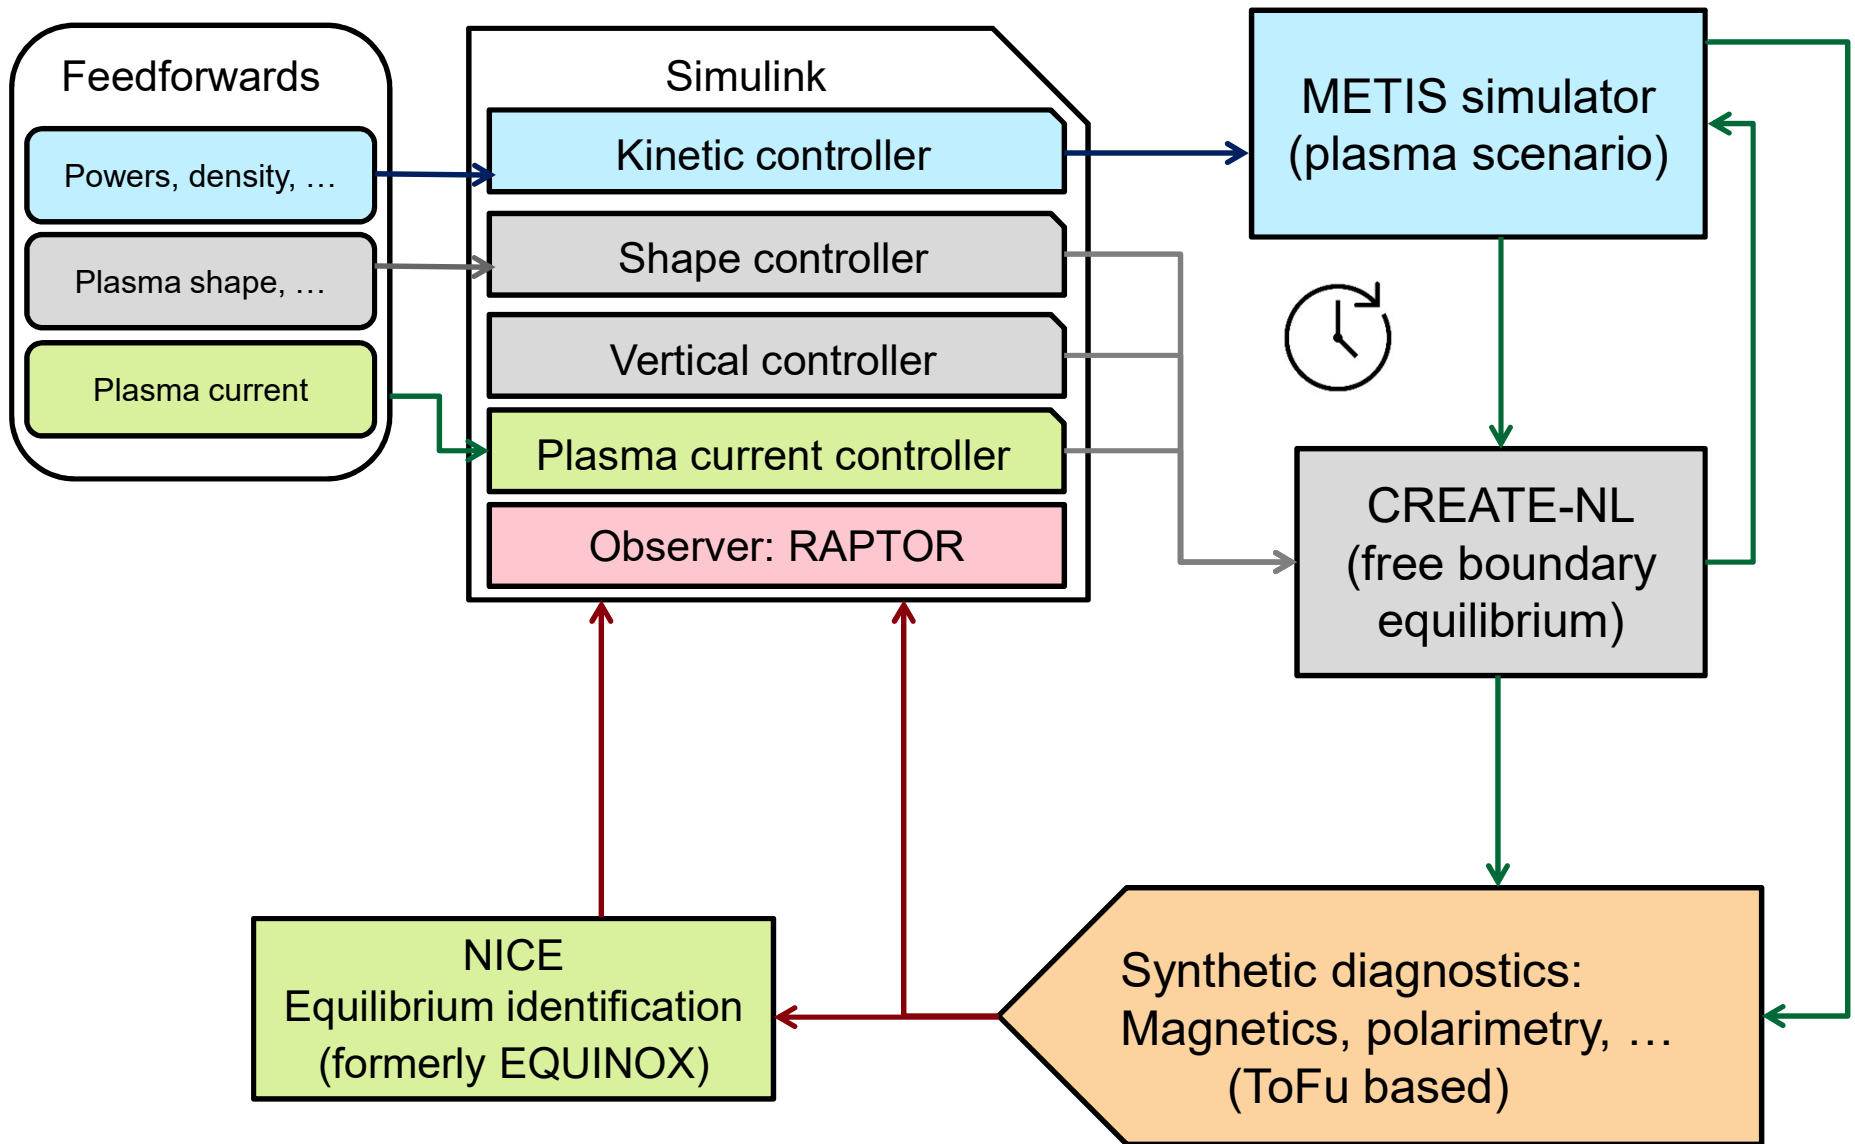 Feedforwards
Powers, density, …
Plasma shape, …
Plasma current
Simulink
Kinetic controller
Shape controller
Vertical controller
Plasma current controller
Observer: RAPTOR
METIS simulator
(plasma scenario)
CREATE-NL
(free boundary
equilibrium)
NICE
Equilibrium identification
(formerly EQUINOX)
Synthetic diagnostics:
Magnetics, polarimetry, …
(ToFu based)